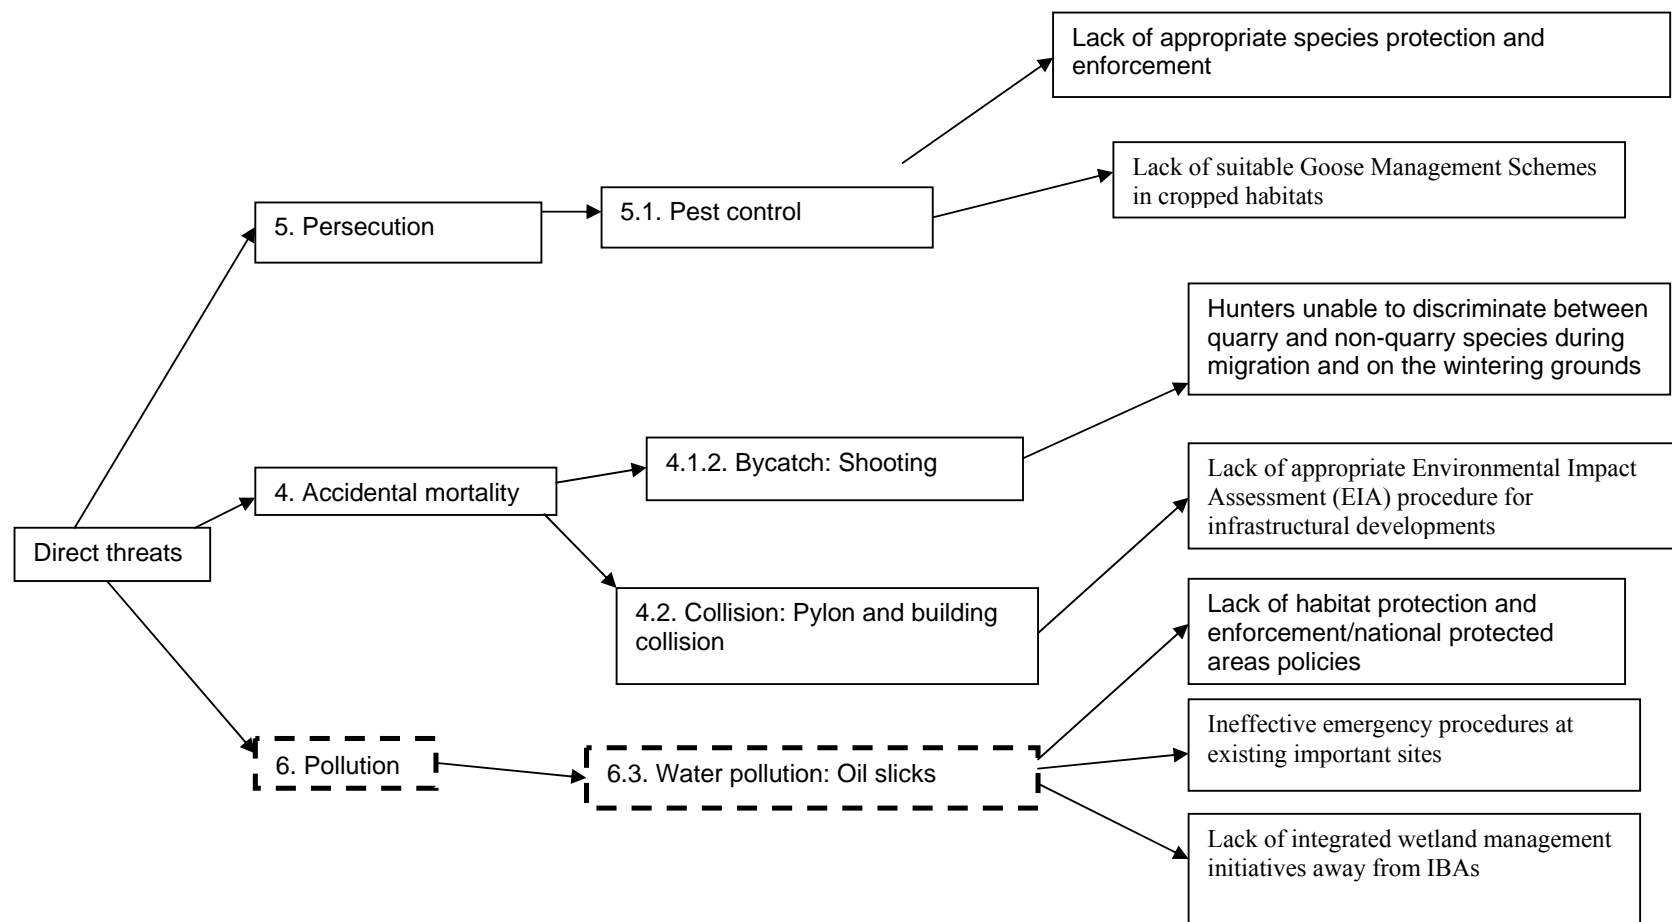 Lack of appropriate species protection and
enforcement
Lack of suitable Goose Management Schemes
in cropped habitats
5. Persecution
5.1. Pest control
Hunters unable to discriminate between
quarry and non-quarry species during
migration and on the wintering grounds
4. Accidental mortality
4.1.2. Bycatch: Shooting
Lack of appropriate Environmental Impact
Assessment (EIA) procedure for
infrastructural developments
Direct threats
4.2. Collision: Pylon and building
collision
Lack of habitat protection and
enforcement/national protected
areas policies
6. Pollution
6.3. Water pollution: Oil slicks
Ineffective emergency procedures at
existing important sites
Lack of integrated wetland management
initiatives away from IBAs